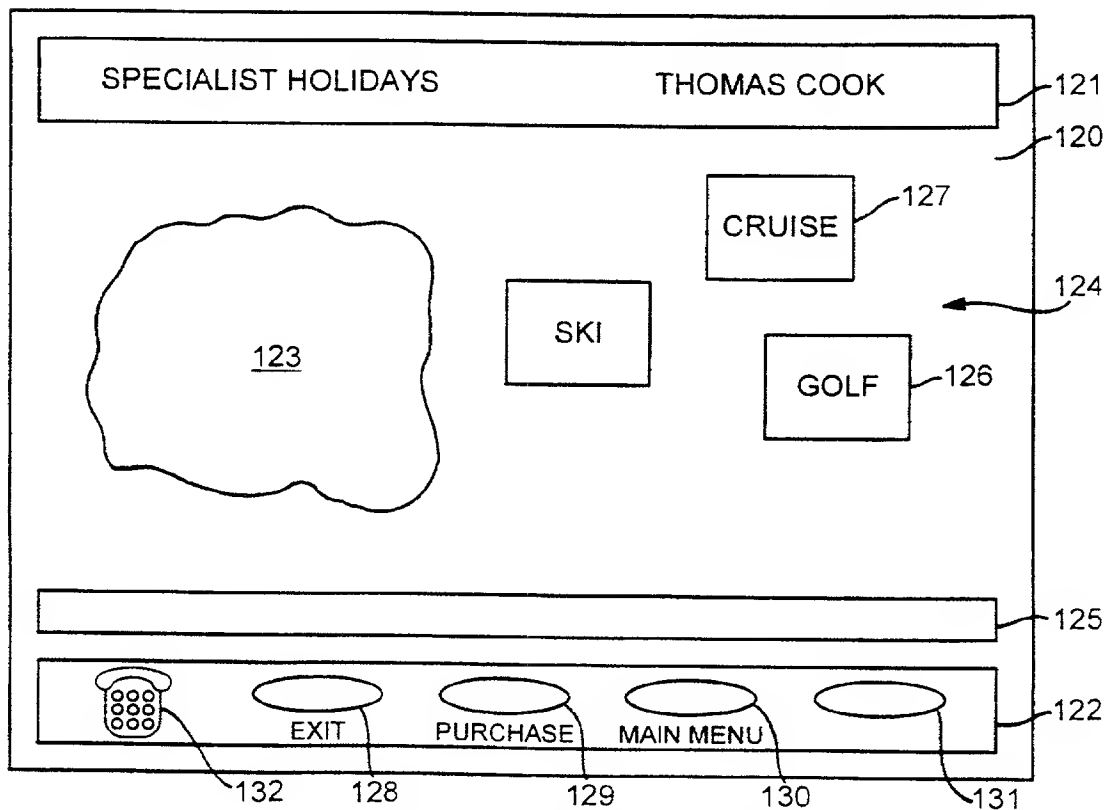 SPECIALIST HOLIDAYS THOMAS COOK
121
120
127
CRUISE
124
SKI
123
GOLF
126
125
122
EXIT PURCHASE MAIN MENU
132 128 129 130 131